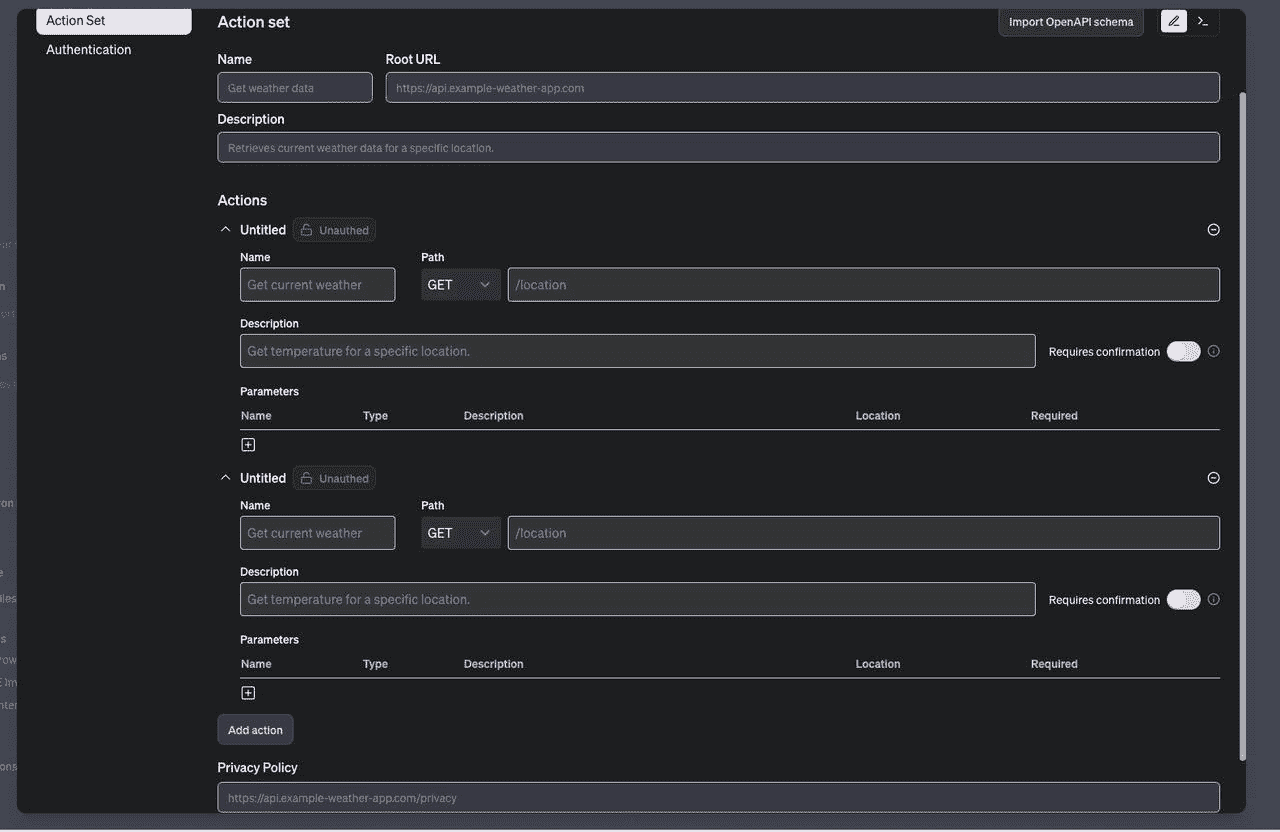 Action Set
Authentication
Action set
Import OpenAPI schema
Name
Root URL
Get weather data
https://api.example-weather-app.com
Description
Retrieves current weather data for a specific location.
Actions
Untitled
Unauthed
Name
Path
Get current weather
GET
/location
Description
Get temperature for a specific location.
Requires confirmation
Parameters
Name Type Description Location Required
Untitled
Unauthed
Name
Path
Get current weather
GET
/location
Description
Get temperature for a specific location.
Requires confirmation
Parameters
Name Type Description Location Required
Add action
Privacy Policy
https://api.example-weather-app.com/privacy